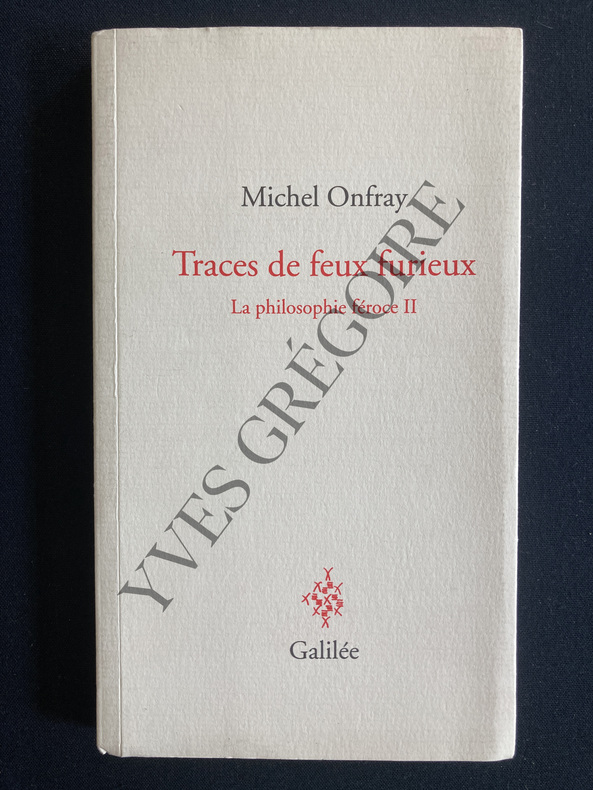 Michel Onfray
Traces de feux furieux
La philosophie féroce II
YVES GRÉGOIRE
Galilée